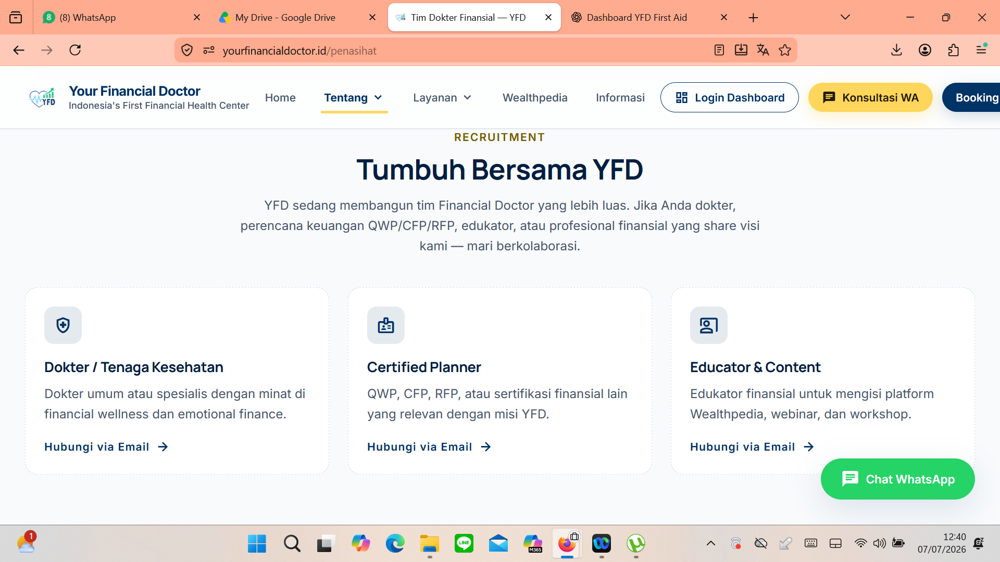 (8) WhatsApp
My Drive - Google Drive
Tim Dokter Finansial — YFD
Dashboard YFD First Aid
yourfinancialdoctor.id/penasihat
YFD
Your Financial Doctor
Indonesia's First Financial Health Center
Home
Tentang
Layanan
Wealthpedia
Informasi
Login Dashboard
Konsultasi WA
Booking
RECRUITMENT
Tumbuh Bersama YFD
YFD sedang membangun tim Financial Doctor yang lebih luas. Jika Anda dokter,
perencana keuangan QWP/CFP/RFP, edukator, atau profesional finansial yang share visi
kami — mari berkolaborasi.
Dokter / Tenaga Kesehatan
Dokter umum atau spesialis dengan minat di
financial wellness dan emotional finance.
Hubungi via Email
Certified Planner
QWP, CFP, RFP, atau sertifikasi finansial lain
yang relevan dengan misi YFD.
Hubungi via Email
Educator & Content
Edukator finansial untuk mengisi platform
Wealthpedia, webinar, dan workshop.
Hubungi via Email
Chat WhatsApp
1
LINE
M365
12:40
07/07/2026